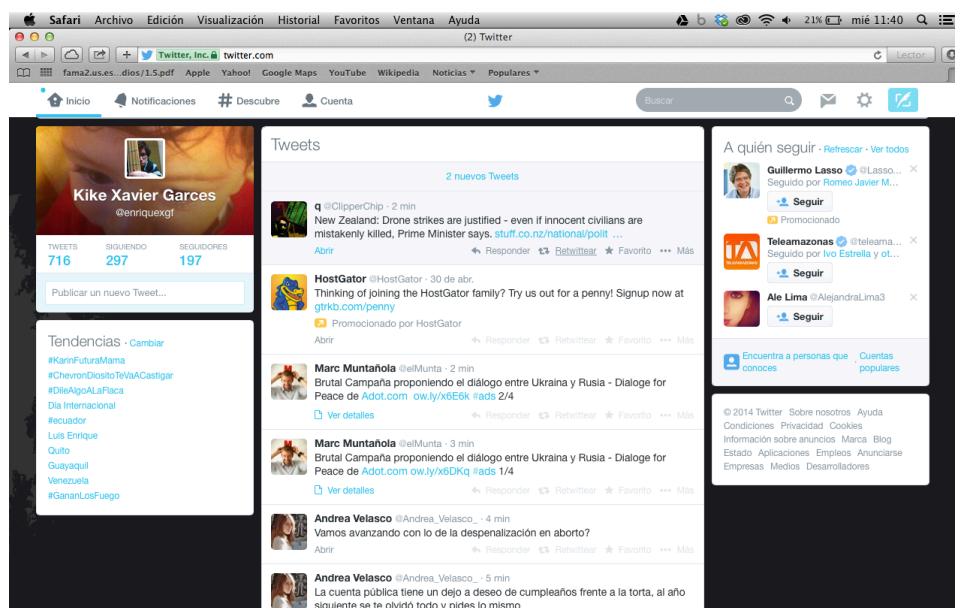 Safari Archivo Edición Visualización Historial Favoritos Ventana Ayuda 21% mié 11:40
(2) Twitter
Twitter, Inc. twitter.com Lector
fama2.us.es...dios/1.5.pdf Apple Yahoo! Google Maps YouTube Wikipedia Noticias Populares
Inicio Notificaciones Descubre Cuenta Buscar
Kike Xavier Garces
@enriquexgf
TWEETS SIGUIENDO SEGUIDORES
716 297 197
Publicar un nuevo Tweet...
Tendencias · Cambiar
#KarinFuturaMama
#ChevronDiositoTeVaACastigar
#DileAlgoALaFlaca
Día Internacional
#ecuador
Luis Enrique
Quito
Guayaquil
Venezuela
#GananLosFuego
Tweets
2 nuevos Tweets
q @ClipperChip · 2 min
New Zealand: Drone strikes are justified - even if innocent civilians are
mistakenly killed, Prime Minister says. stuff.co.nz/national/polit ...
Abrir Responder Retwittear Favorito Más
HostGator @HostGator · 30 de abr.
Thinking of joining the HostGator family? Try us out for a penny! Signup now at
gtrkb.com/penny
Promocionado por HostGator
Abrir Responder Retwittear Favorito Más
Marc Muntañola @elMunta · 2 min
Brutal Campaña proponiendo el diálogo entre Ukraina y Rusia - Dialoge for
Peace de Adot.com ow.ly/x6E6k #ads 2/4
Ver detalles Responder Retwittear Favorito Más
Marc Muntañola @elMunta · 3 min
Brutal Campaña proponiendo el diálogo entre Ukraina y Rusia - Dialoge for
Peace de Adot.com ow.ly/x6DKq #ads 1/4
Ver detalles Responder Retwittear Favorito Más
Andrea Velasco @Andrea_Velasco_ · 4 min
Vamos avanzando con lo de la despenalización en aborto?
Abrir Responder Retwittear Favorito Más
Andrea Velasco @Andrea_Velasco_ · 5 min
La cuenta pública tiene un dejo a deseo de cumpleaños frente a la torta, al año
siguiente se te olvidó todo y pides lo mismo
A quién seguir · Refrescar · Ver todos
Guillermo Lasso @Lasso...
Seguido por Romeo Javier M...
Seguir
Promocionado
Teleamazonas @teleama...
Seguido por Ivo Estrella y ot...
Seguir
Ale Lima @AlejandraLima3
Seguir
Encuentra a personas que conoces
Cuentas populares
© 2014 Twitter Sobre nosotros Ayuda
Condiciones Privacidad Cookies
Información sobre anuncios Marca Blog
Estado Aplicaciones Empleos Anunciarse
Empresas Medios Desarrolladores